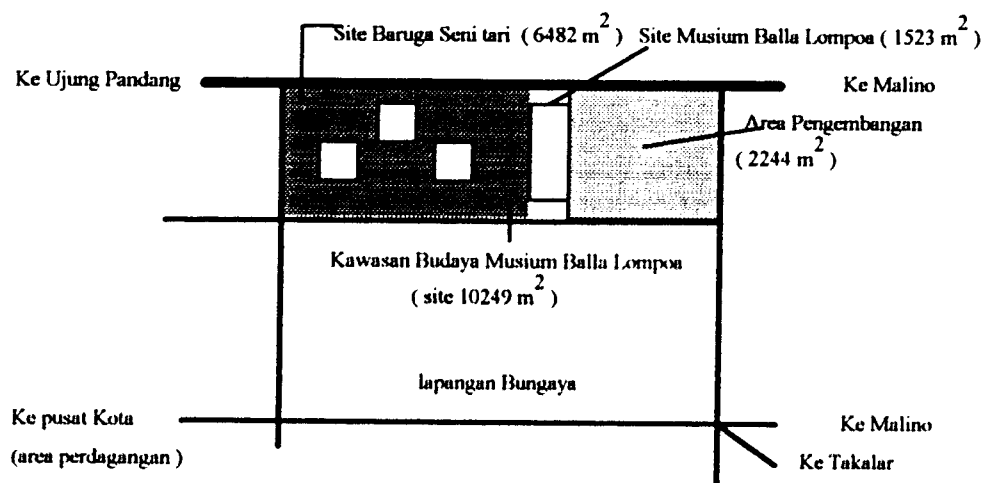 Site Baruga Seni tari ( 6482 m² ) Site Musium Balla Lompoa ( 1523 m² )
Ke Ujung Pandang
Ke Malino
Area Pengembangan
( 2244 m² )
Kawasan Budaya Musium Balla Lompoa
( site 10249 m² )
lapangan Bungaya
Ke pusat Kota
(area perdagangan )
Ke Malino
Ke Takalar